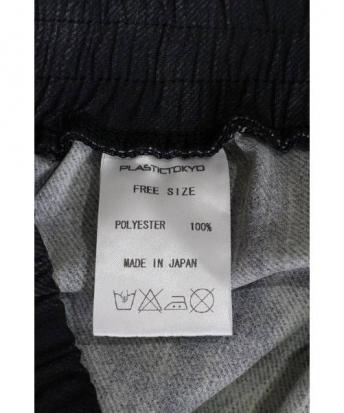 PLASTICTOKYO
FREE SIZE
POLYESTER 100%
MADE IN JAPAN